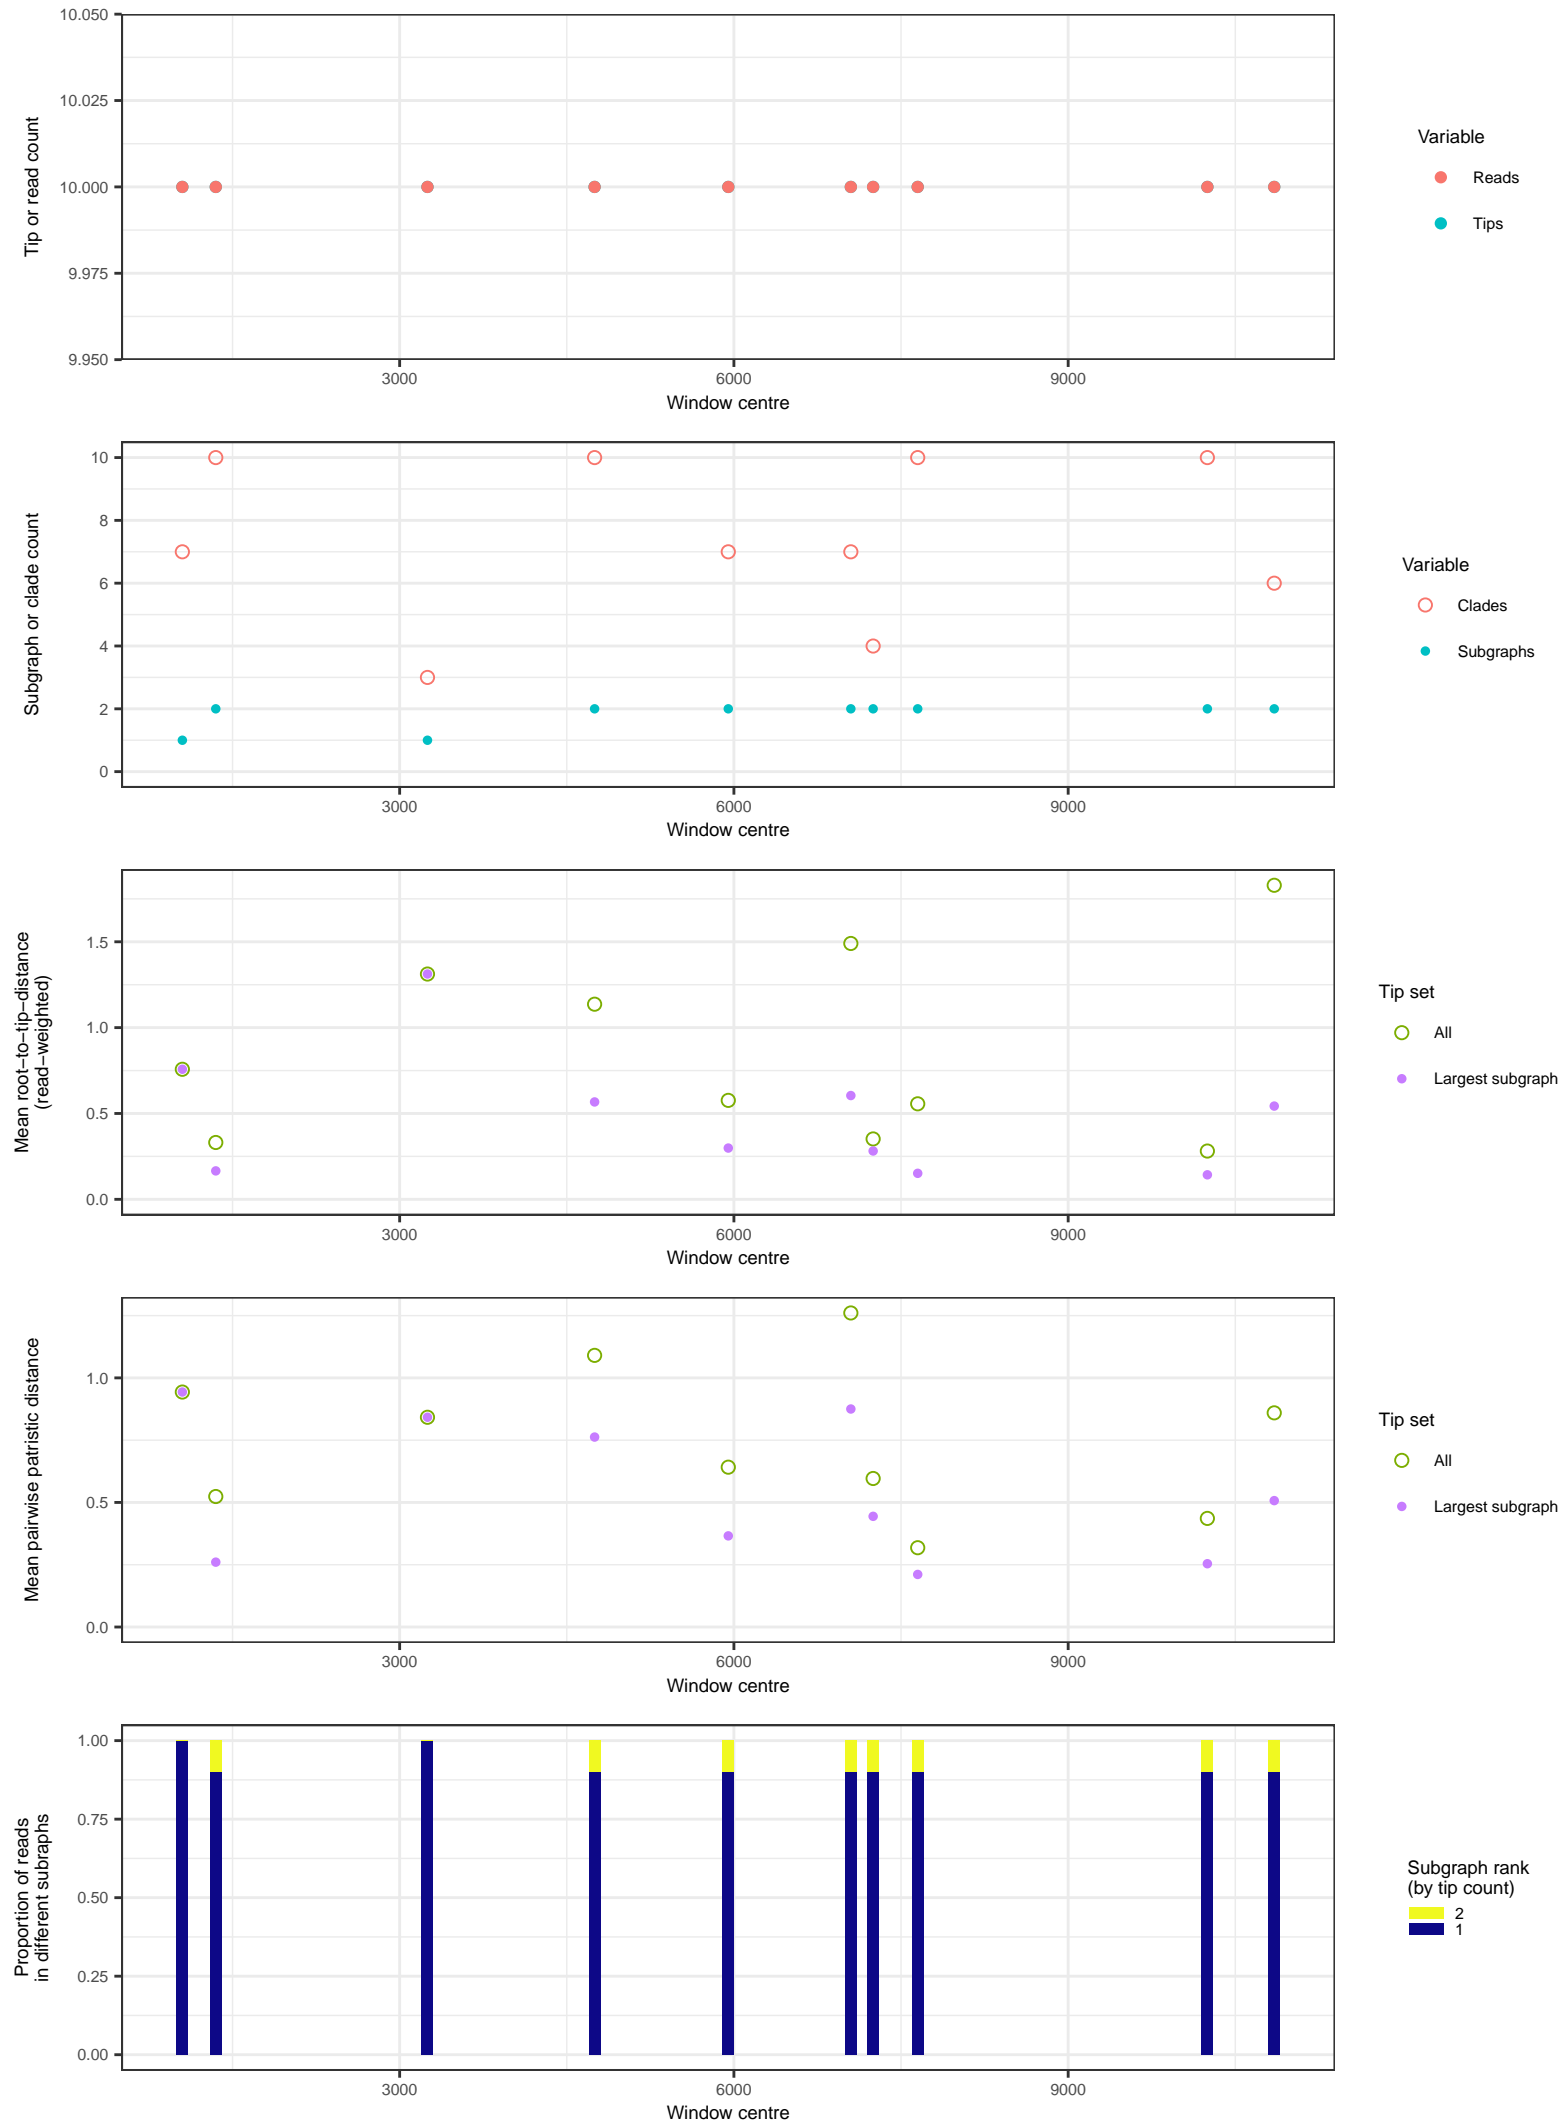 10.050
10.025
10.000
9.975
9.950
Tip or read count
3000
6000
9000
Window centre
Variable
Reads
Tips
10
8
6
4
2
0
Subgraph or clade count
3000
6000
9000
Window centre
Variable
Clades
Subgraphs
1.5
1.0
0.5
0.0
Mean root−to−tip−distance
(read−weighted)
3000
6000
9000
Window centre
Tip set
All
Largest subgraph
1.0
0.5
0.0
Mean pairwise patristic distance
3000
6000
9000
Window centre
Tip set
All
Largest subgraph
1.00
0.75
0.50
0.25
0.00
Proportion of reads
in different subraphs
3000
6000
9000
Window centre
Subgraph rank
(by tip count)
2
1